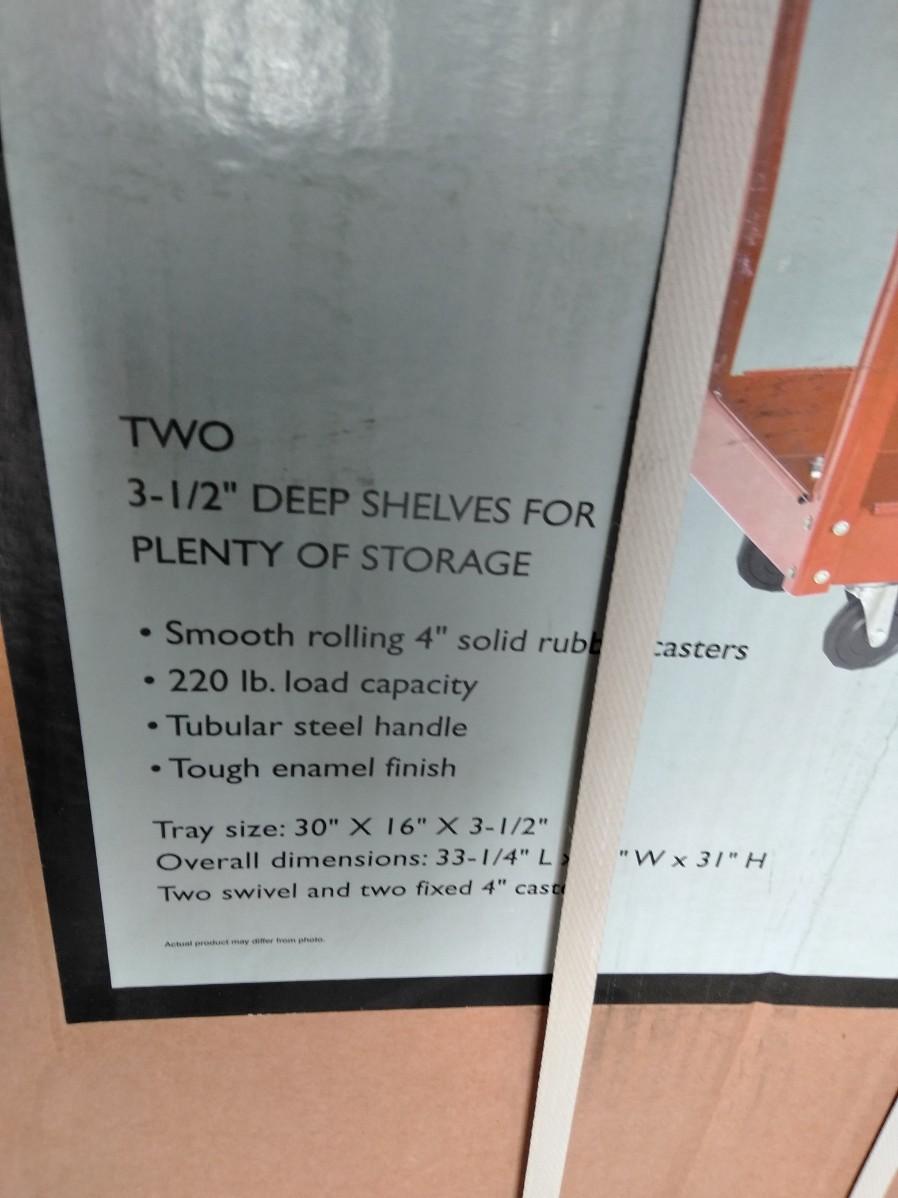 TWO
3-1/2" DEEP SHELVES FOR
PLENTY OF STORAGE
• Smooth rolling 4" solid casters
• 220 lb. load capacity
• Tubular steel handle
• Tough enamel finish
Tray size: 30" X 16" X 3-1/2"
Overall dimensions: 33-1/4" L x " W x 31" H
Two swivel and two fixed 4"
Actual product may differ from photo.